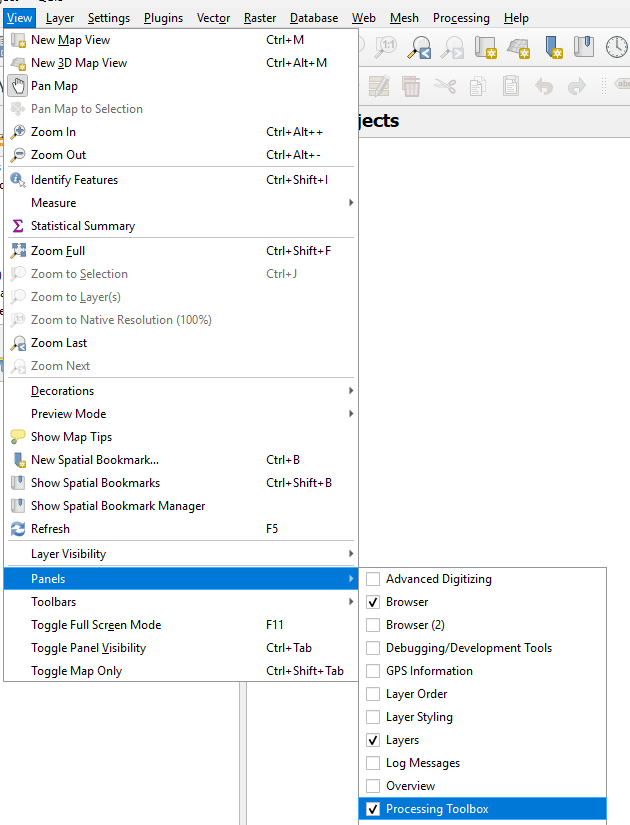 View Layer Settings Plugins Vector Raster Database Web Mesh Processing Help
New Map View Ctrl+M
New 3D Map View Ctrl+Alt+M
Pan Map
Pan Map to Selection
jects
Zoom In Ctrl+Alt++
Zoom Out Ctrl+Alt+-
Identify Features Ctrl+Shift+I
Measure
Statistical Summary
Zoom Full Ctrl+Shift+F
Zoom to Selection Ctrl+J
Zoom to Layer(s)
Zoom to Native Resolution (100%)
Zoom Last
Zoom Next
Decorations
Preview Mode
Show Map Tips
New Spatial Bookmark... Ctrl+B
Show Spatial Bookmarks Ctrl+Shift+B
Show Spatial Bookmark Manager
Refresh F5
Layer Visibility
Panels
Toolbars
Toggle Full Screen Mode F11
Toggle Panel Visibility Ctrl+Tab
Toggle Map Only Ctrl+Shift+Tab
Advanced Digitizing
Browser
Browser (2)
Debugging/Development Tools
GPS Information
Layer Order
Layer Styling
Layers
Log Messages
Overview
Processing Toolbox